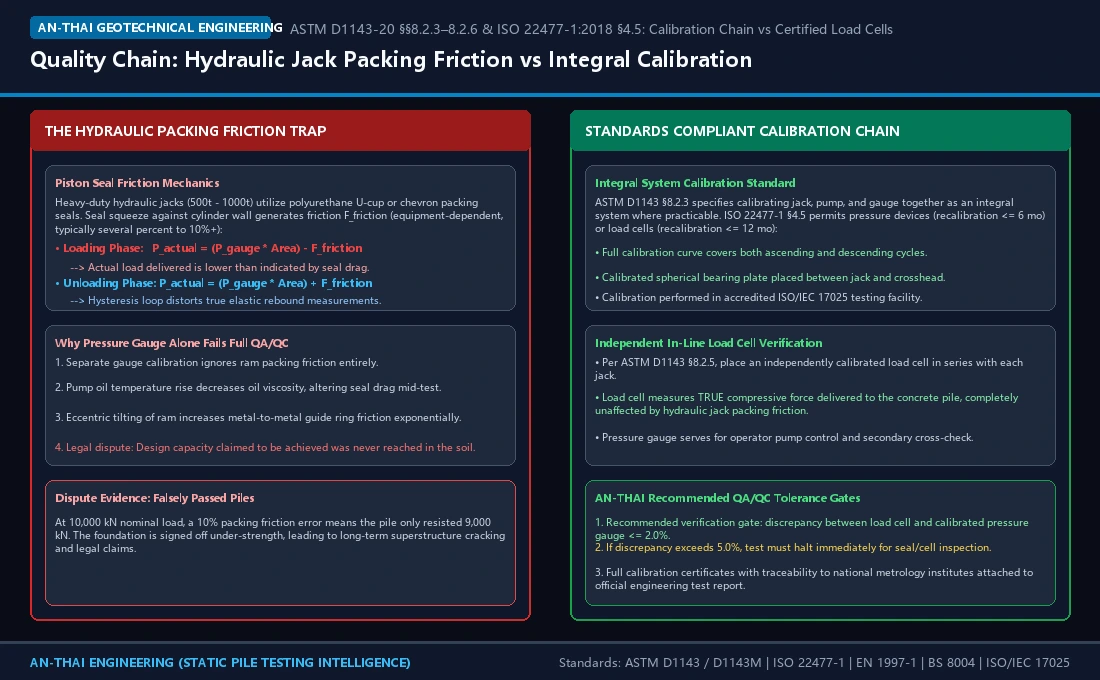 AN-THAI GEOTECHNICAL ENGINEERING ASTM D1143-20 §§8.2.3–8.2.6 & ISO 22477-1:2018 §4.5: Calibration Chain vs Certified Load Cells
Quality Chain: Hydraulic Jack Packing Friction vs Integral Calibration
THE HYDRAULIC PACKING FRICTION TRAP
Piston Seal Friction Mechanics
Heavy-duty hydraulic jacks (500t - 1000t) utilize polyurethane U-cup or chevron packing
seals. Seal squeeze against cylinder wall generates friction F_friction (equipment-dependent,
typically several percent to 10%+):
• Loading Phase: P_actual = (P_gauge * Area) - F_friction
--> Actual load delivered is lower than indicated by seal drag.
• Unloading Phase: P_actual = (P_gauge * Area) + F_friction
--> Hysteresis loop distorts true elastic rebound measurements.
Why Pressure Gauge Alone Fails Full QA/QC
1. Separate gauge calibration ignores ram packing friction entirely.
2. Pump oil temperature rise decreases oil viscosity, altering seal drag mid-test.
3. Eccentric tilting of ram increases metal-to-metal guide ring friction exponentially.
4. Legal dispute: Design capacity claimed to be achieved was never reached in the soil.
Dispute Evidence: Falsely Passed Piles
At 10,000 kN nominal load, a 10% packing friction error means the pile only resisted 9,000
kN. The foundation is signed off under-strength, leading to long-term superstructure cracking
and legal claims.
STANDARDS COMPLIANT CALIBRATION CHAIN
Integral System Calibration Standard
ASTM D1143 §8.2.3 specifies calibrating jack, pump, and gauge together as an integral
system where practicable. ISO 22477-1 §4.5 permits pressure devices (recalibration <= 6 mo)
or load cells (recalibration <= 12 mo):
• Full calibration curve covers both ascending and descending cycles.
• Calibrated spherical bearing plate placed between jack and crosshead.
• Calibration performed in accredited ISO/IEC 17025 testing facility.
Independent In-Line Load Cell Verification
• Per ASTM D1143 §8.2.5, place an independently calibrated load cell in series with each
jack.
• Load cell measures TRUE compressive force delivered to the concrete pile, completely
unaffected by hydraulic jack packing friction.
• Pressure gauge serves for operator pump control and secondary cross-check.
AN-THAI Recommended QA/QC Tolerance Gates
1. Recommended verification gate: discrepancy between load cell and calibrated pressure
gauge <= 2.0%.
2. If discrepancy exceeds 5.0%, test must halt immediately for seal/cell inspection.
3. Full calibration certificates with traceability to national metrology institutes attached to
official engineering test report.
AN-THAI ENGINEERING (STATIC PILE TESTING INTELLIGENCE)
Standards: ASTM D1143 / D1143M | ISO 22477-1 | EN 1997-1 | BS 8004 | ISO/IEC 17025